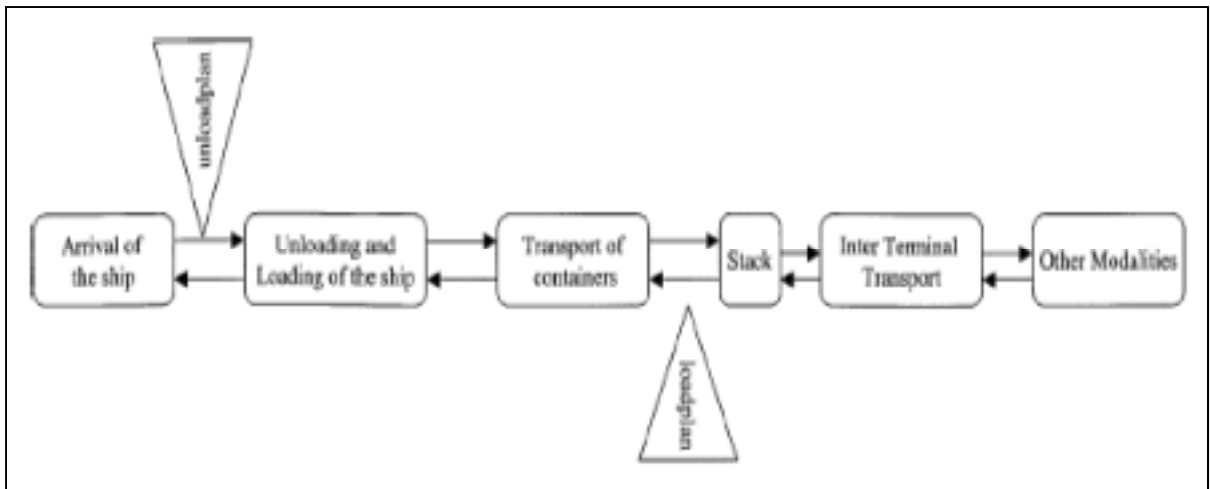 unloadplan
Arrival of
the ship
Unloading and
Loading of the ship
Transport of
containers
Stack
Inter Terminal
Transport
Other Modalities
loadplan